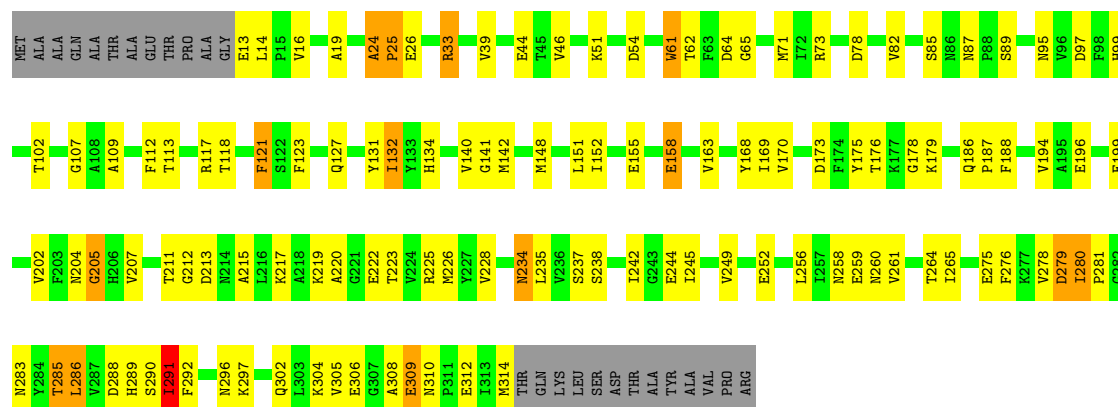 MET ALA ALA GLN ALA THR ALA GLU THR PRO ALA GLY E13 L14 P15 V16 A19 A24 P25 E26 R33 V39 E44 T45 V46 K51 D54 W61 T62 F63 D64 G65 M71 I72 R73 D78 V82 S85 N86 N87 P88 S89 N95 V96 D97 F98 H99
T102 G107 A108 A109 F112 T113 R117 T118 F121 S122 F123 Q127 Y131 I132 Y133 H134 V140 G141 M142 M148 L151 I152 E155 E158 V163 Y168 I169 V170 D173 F174 Y175 T176 K177 G178 K179 Q186 P187 F188 V194 A195 E196
V202 F203 N204 G205 H206 V207 T211 G212 D213 N214 A215 L216 K217 A218 K219 A220 G221 E222 T223 V224 R225 M226 Y227 V228 N234 L235 V236 S237 S238 I242 G243 E244 I245 V249 E252 L256 I257 N258 E259 N260 V261 T264 I265 E275 F276 K277 V278 D279 I280 P281
N283 Y284 T285 L286 V287 D288 H289 S290 I291 F292 N296 K297 Q302 L303 K304 V305 E306 G307 A308 E309 N310 P311 E312 I313 M314 THR GLN LYS LEU SER ASP THR ALA TYR ALA VAL PRO ARG